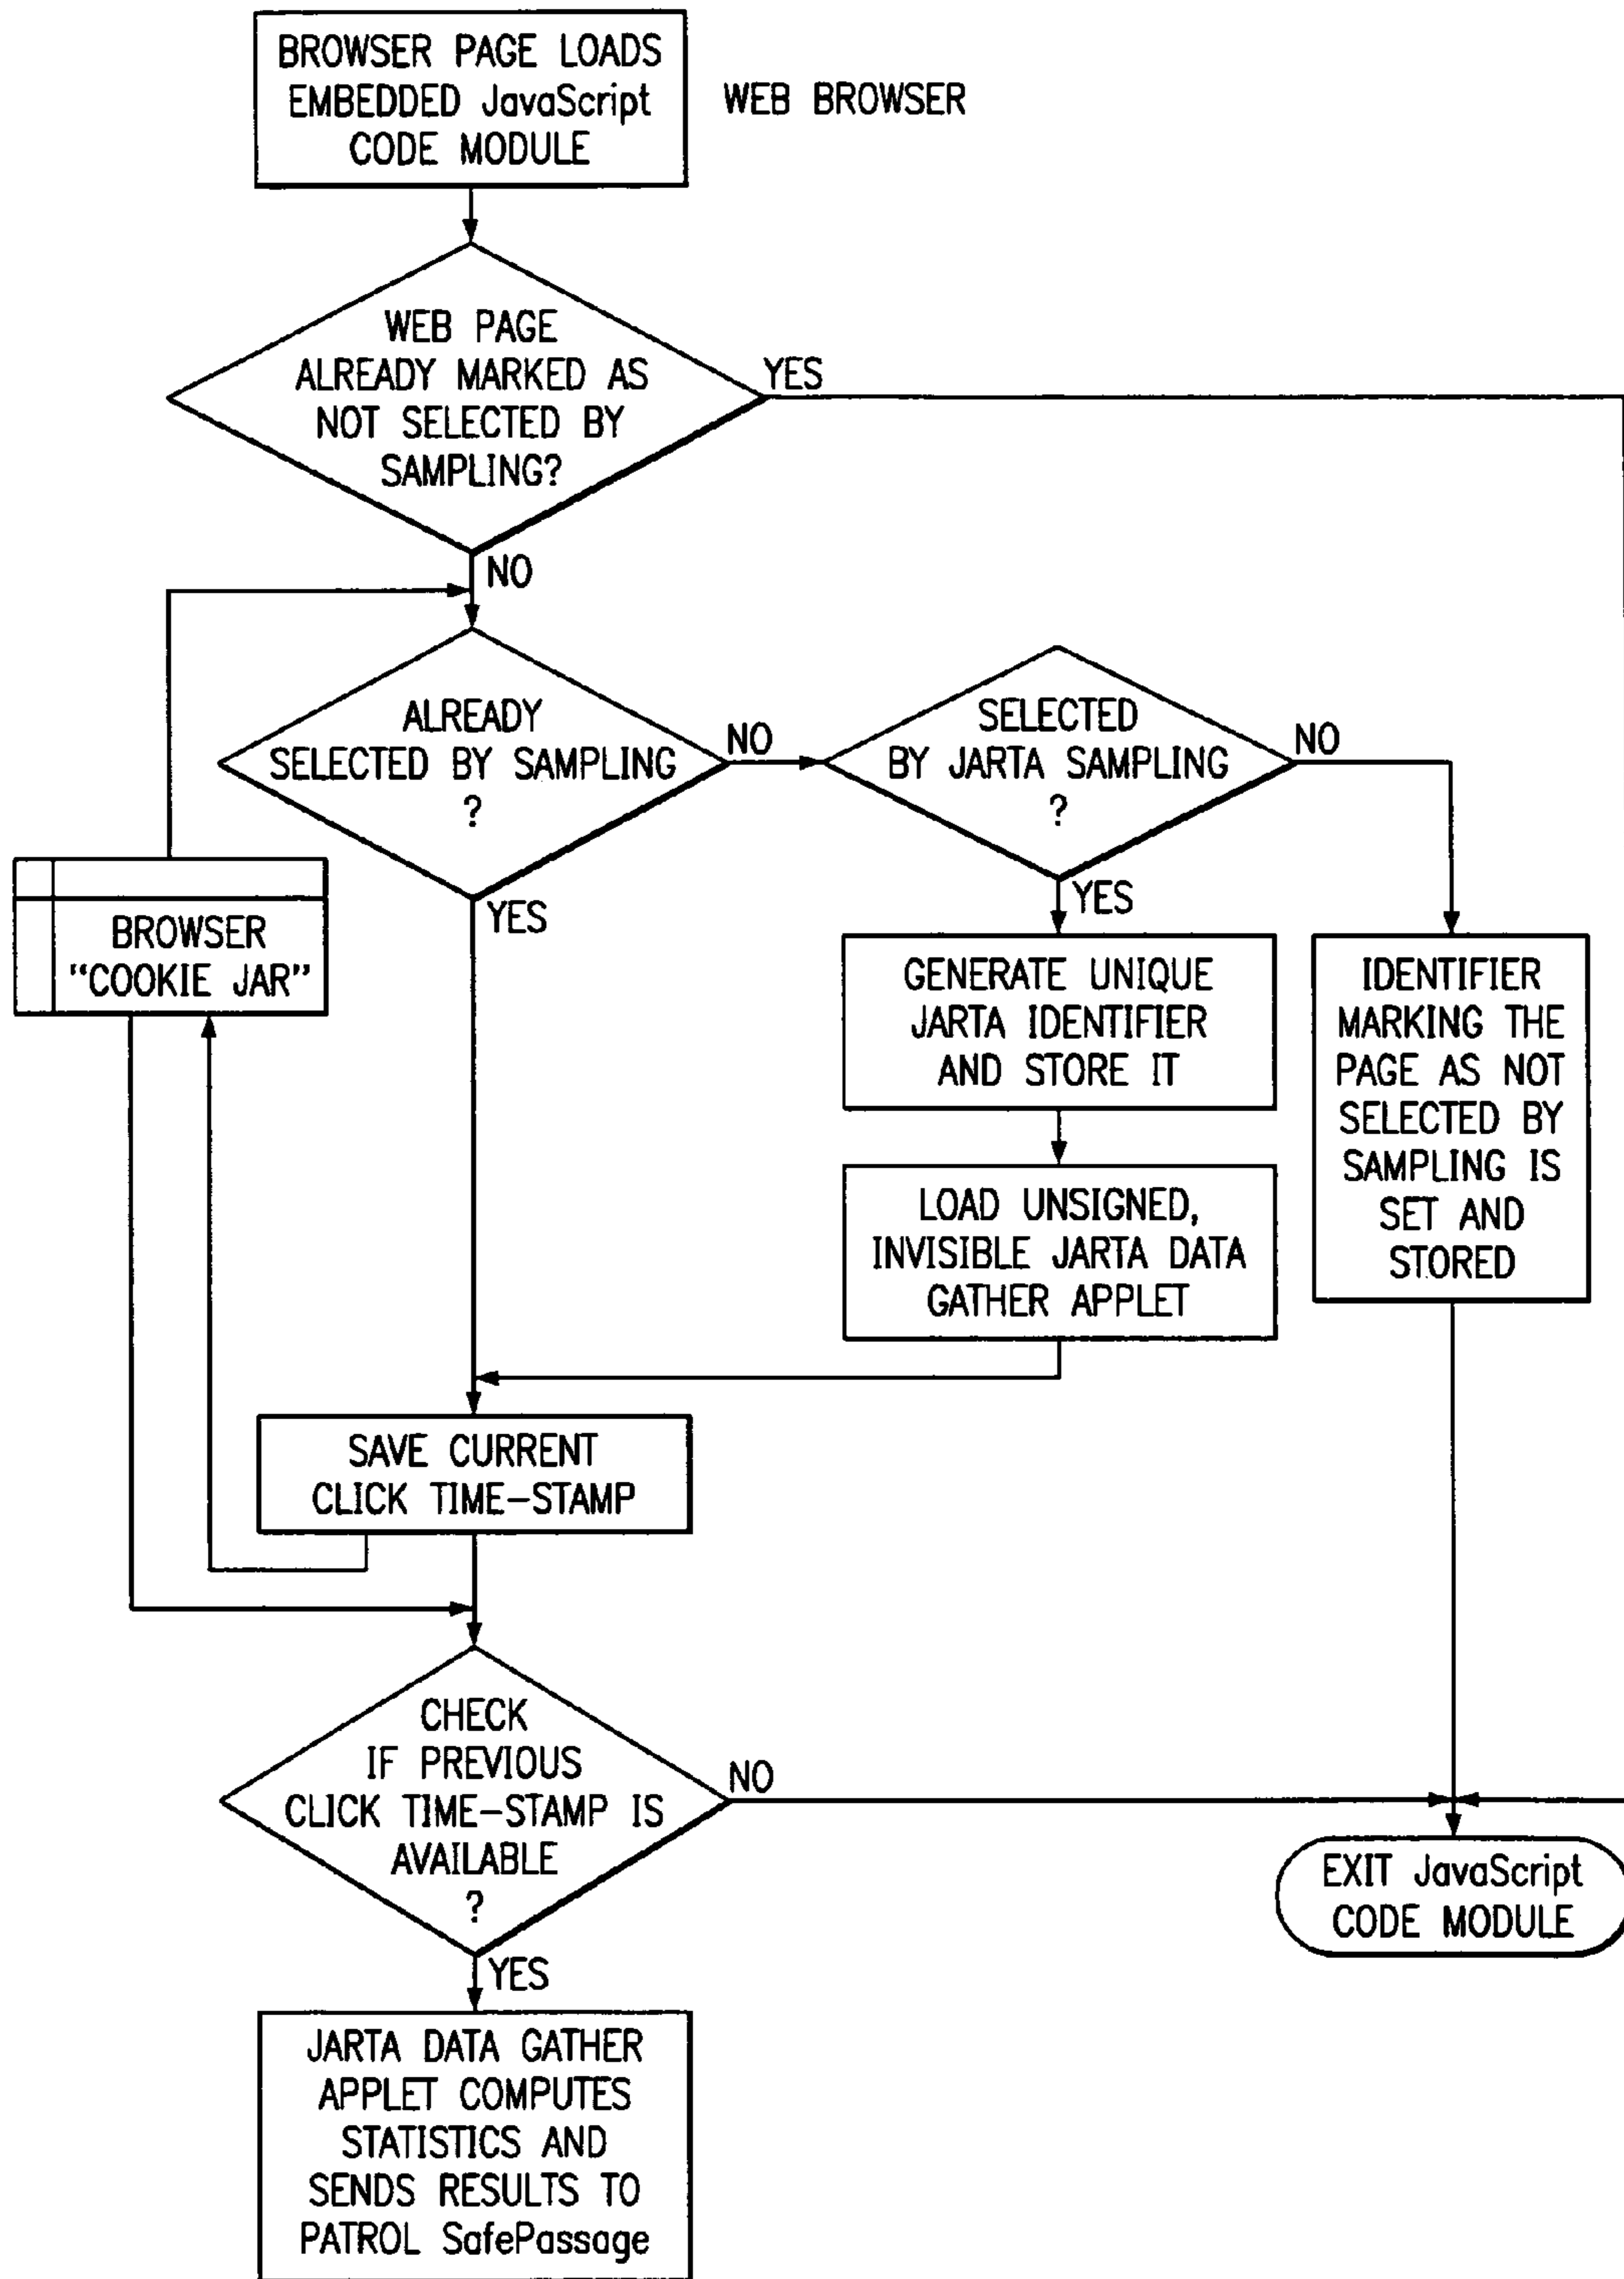 BROWSER PAGE LOADS
EMBEDDED JavaScript
CODE MODULE
WEB BROWSER
WEB PAGE
ALREADY MARKED AS
NOT SELECTED BY
SAMPLING?
YES
NO
ALREADY
SELECTED BY SAMPLING
?
NO
SELECTED
BY JARTA SAMPLING
?
NO
YES
YES
BROWSER
"COOKIE JAR"
GENERATE UNIQUE
JARTA IDENTIFIER
AND STORE IT
IDENTIFIER
MARKING THE
PAGE AS NOT
SELECTED BY
SAMPLING IS
SET AND
STORED
LOAD UNSIGNED,
INVISIBLE JARTA DATA
GATHER APPLET
SAVE CURRENT
CLICK TIME-STAMP
CHECK
IF PREVIOUS
CLICK TIME-STAMP IS
AVAILABLE
?
NO
YES
EXIT JavaScript
CODE MODULE
JARTA DATA GATHER
APPLET COMPUTES
STATISTICS AND
SENDS RESULTS TO
PATROL SafePassage